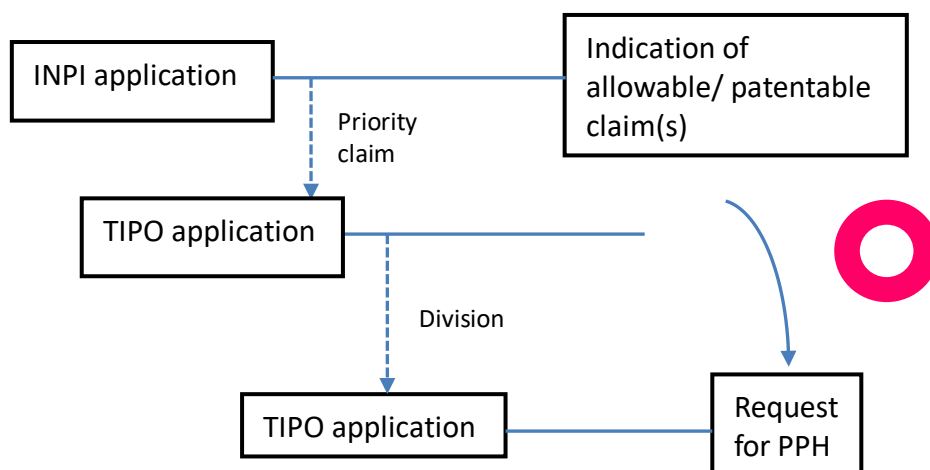 INPI application
Indication of
allowable/ patentable
claim(s)
Priority
claim
TIPO application
Division
TIPO application
Request
for PPH